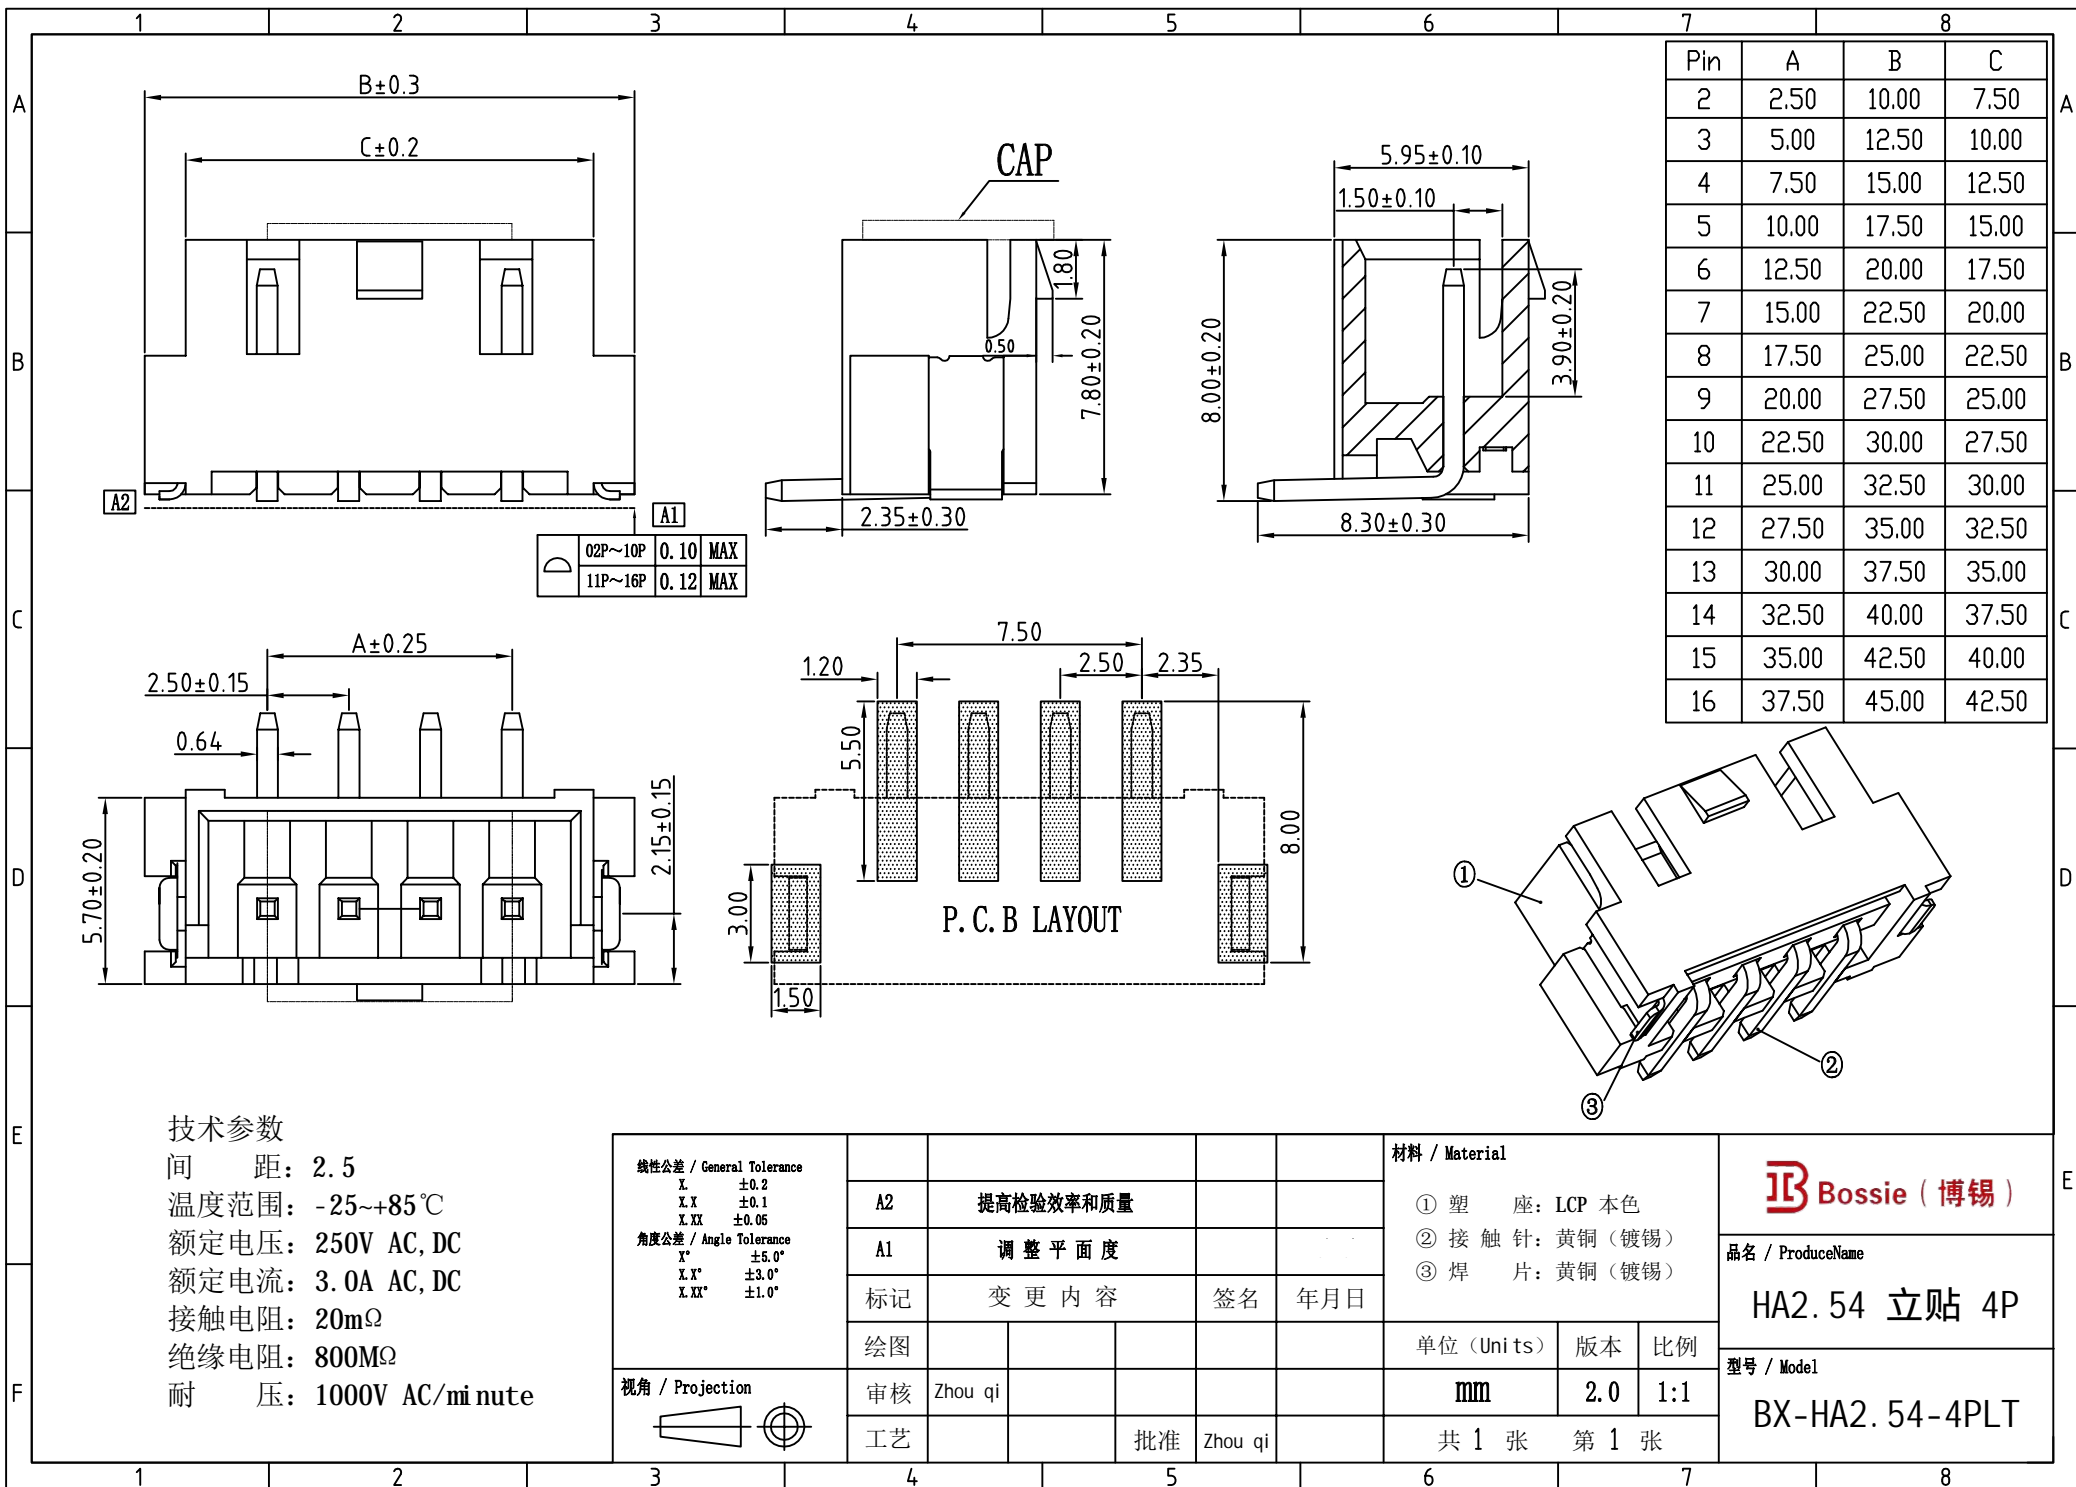 1 2 3 4 5 6 7 8
A B C D E F
A B C D E
Pin A B C
2 2.50 10.00 7.50
3 5.00 12.50 10.00
4 7.50 15.00 12.50
5 10.00 17.50 15.00
6 12.50 20.00 17.50
7 15.00 22.50 20.00
8 17.50 25.00 22.50
9 20.00 27.50 25.00
10 22.50 30.00 27.50
11 25.00 32.50 30.00
12 27.50 35.00 32.50
13 30.00 37.50 35.00
14 32.50 40.00 37.50
15 35.00 42.50 40.00
16 37.50 45.00 42.50
B±0.3
C±0.2
A2
A1
02P~10P 0.10 MAX
11P~16P 0.12 MAX
CAP
1.80
0.50
7.80±0.20
2.35±0.30
5.95±0.10
1.50±0.10
8.00±0.20
3.90±0.20
8.30±0.30
A±0.25
2.50±0.15
0.64
5.70±0.20
2.15±0.15
7.50
1.20
2.50
2.35
5.50
8.00
3.00
1.50
P.C.B LAYOUT
①
②
③
技术参数
间 距：2.5
温度范围：-25~+85℃
额定电压：250V AC,DC
额定电流：3.0A AC,DC
接触电阻：20mΩ
绝缘电阻：800MΩ
耐 压：1000V AC/minute
线性公差 / General Tolerance
X. ±0.2
X.X ±0.1
X.XX ±0.05
角度公差 / Angle Tolerance
X° ±5.0°
X.X° ±3.0°
X.XX° ±1.0°
视角 / Projection
A2 提高检验效率和质量
A1 调整平面度
标记 变更内容 签名 年月日
绘图
审核 Zhou qi
工艺 批准 Zhou qi
材料 / Material
① 塑 座：LCP 本色
② 接触针：黄铜（镀锡）
③ 焊 片：黄铜（镀锡）
单位（Units） 版本 比例
mm 2.0 1:1
共 1 张 第 1 张
Bossie（博锡）
品名 / ProduceName
HA2.54 立贴 4P
型号 / Model
BX-HA2.54-4PLT
1 2 3 4 5 6 7 8